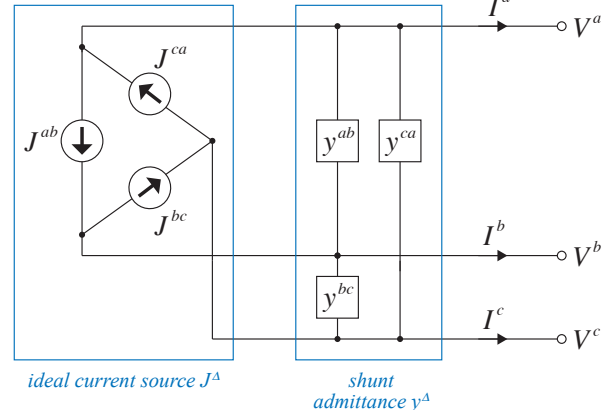 I^a
V^a
J^{ca}
J^{ab}
y^{ab}
y^{ca}
J^{bc}
I^b
V^b
y^{bc}
I^c
V^c
ideal current source J^Δ
shunt
admittance y^Δ